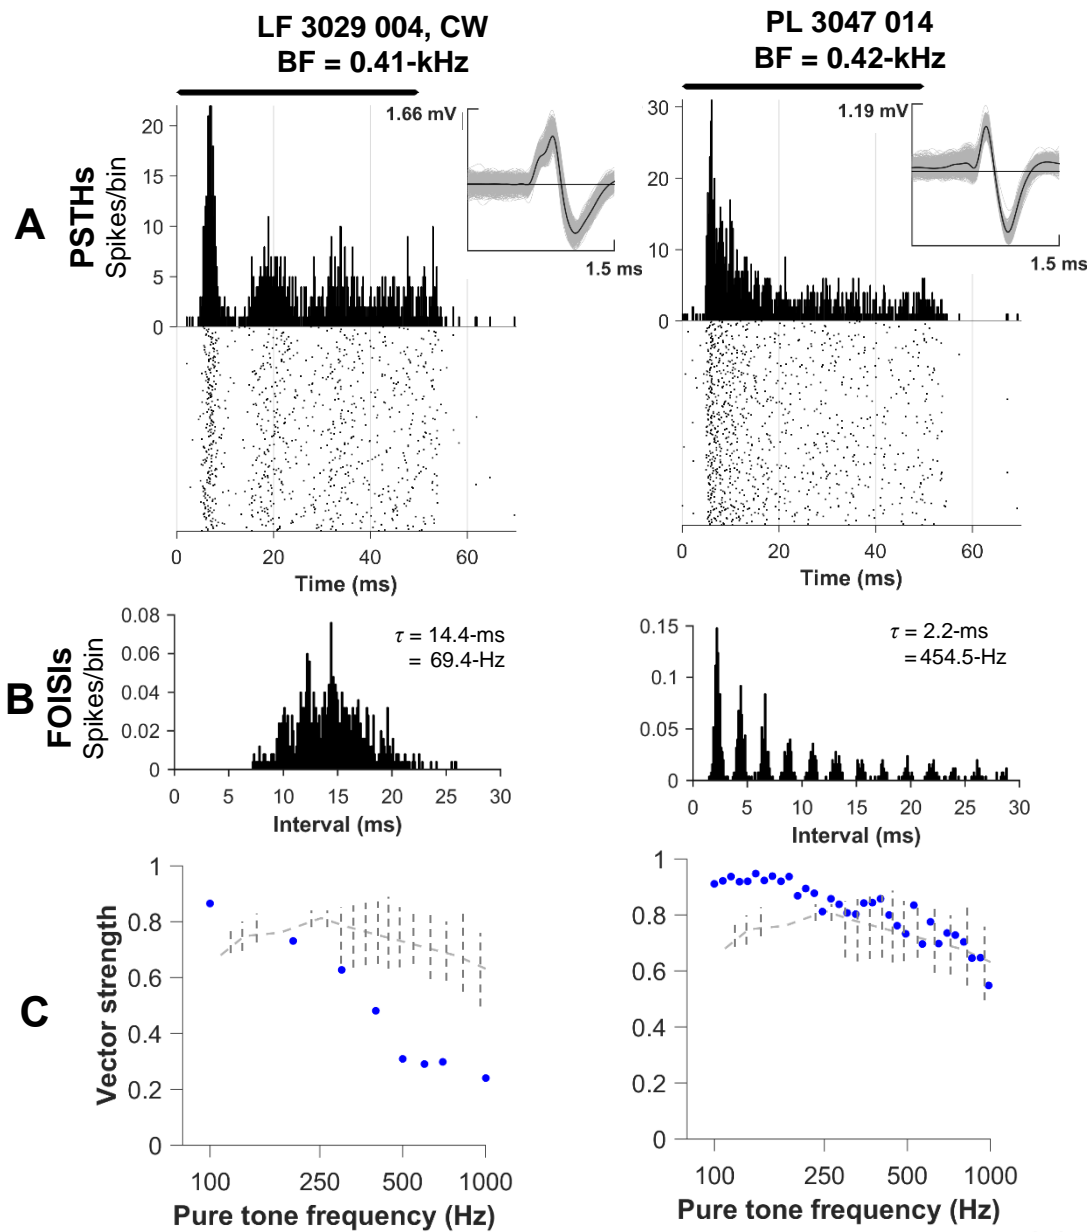 LF 3029 004, CW
BF = 0.41-kHz
PL 3047 014
BF = 0.42-kHz
A
PSTHs
Spikes/bin
20
15
10
5
0
1.66 mV
1.5 ms
0 20 40 60
Time (ms)
30
20
10
0
1.19 mV
1.5 ms
0 20 40 60
Time (ms)
B
FOISIs
Spikes/bin
0.08
0.06
0.04
0.02
0
τ = 14.4-ms
= 69.4-Hz
0 5 10 15 20 25 30
Interval (ms)
0.15
0.1
0.05
0
τ = 2.2-ms
= 454.5-Hz
0 5 10 15 20 25 30
Interval (ms)
C
Vector strength
1
0.8
0.6
0.4
0.2
0
100 250 500 1000
Pure tone frequency (Hz)
1
0.8
0.6
0.4
0.2
0
100 250 500 1000
Pure tone frequency (Hz)